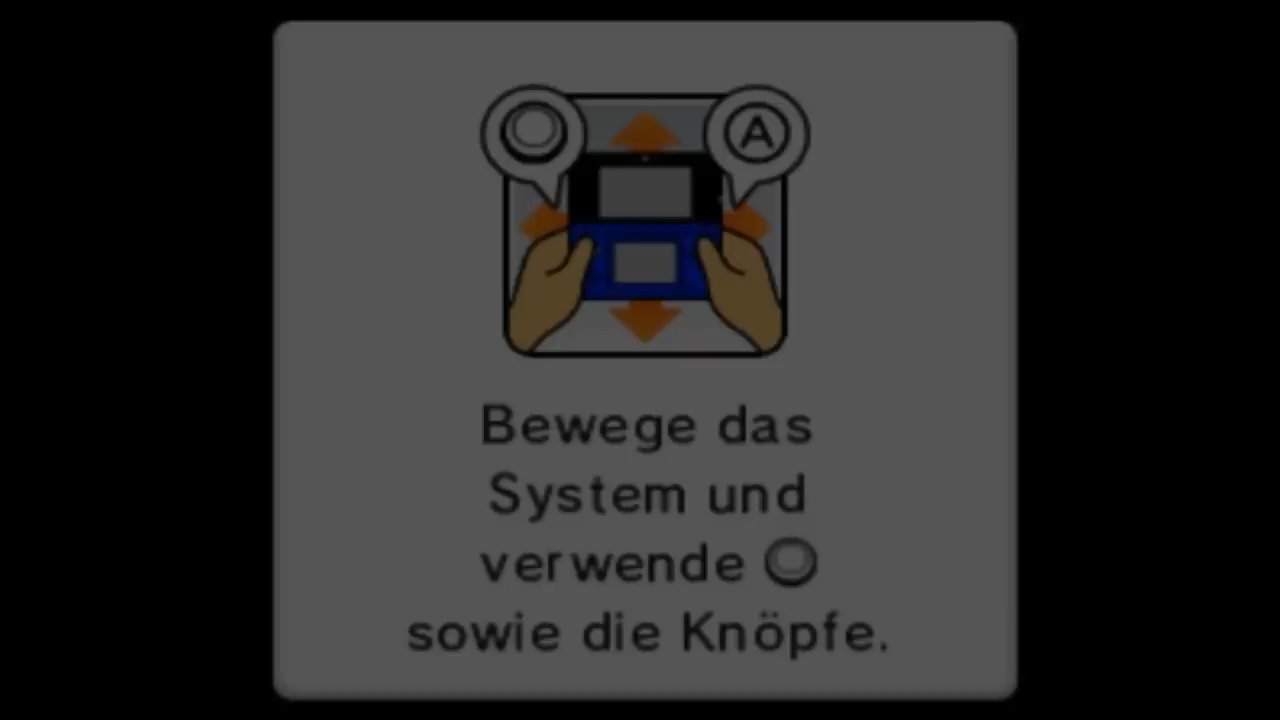 A
Bewege das
System und
verwende
sowie die Knöpfe.